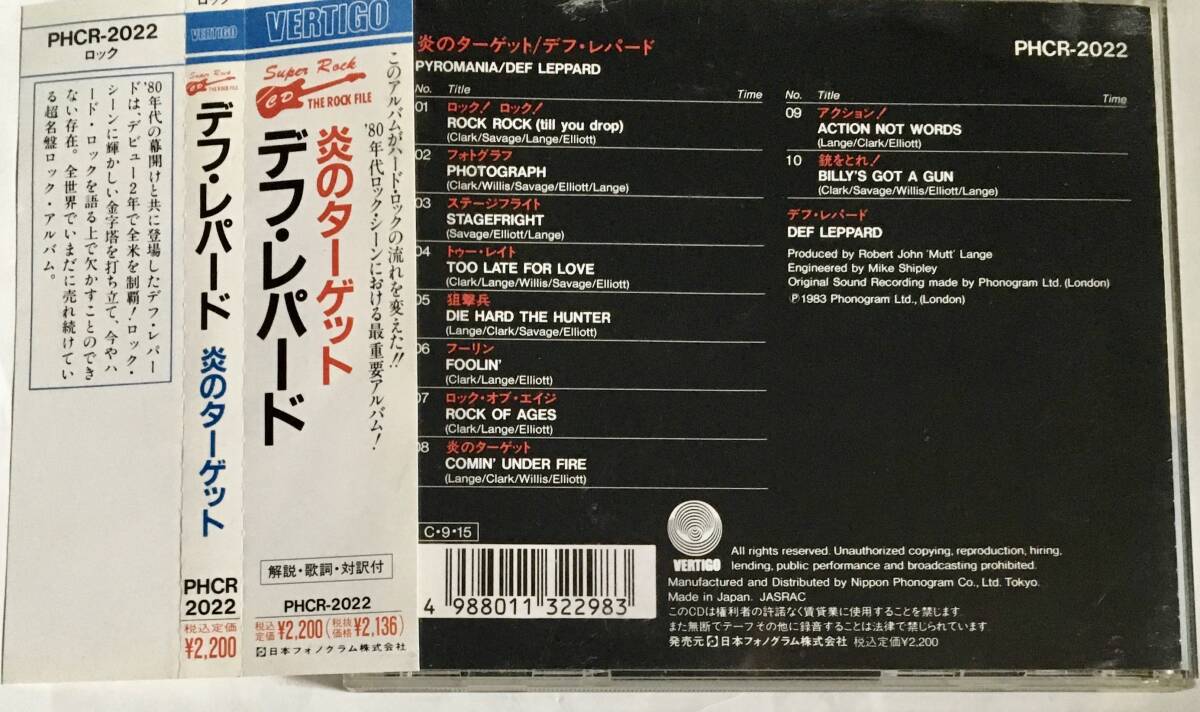 ロック
PHCR-2022
ロック
'80年代の幕開けと共に登場したデフ・レパー
ドは、デビュー2年で全米を制覇！ロック・
シーンに輝かしい金字塔を打ち立て、今やハ
ード・ロックを語る上で欠かすことのでき
ない存在。全世界でいまだに売れ続けてい
る超名盤ロック・アルバム。
VERTIGO
Super Rock
CD THE ROCK FILE
デフ・レパード 炎のターゲット
PHCR
2022
税込定価
¥2,200
VERTIGO
Super Rock
CD THE ROCK FILE
このアルバムがハード・ロックの流れを変えた!!
'80年代ロック・シーンにおける最重要アルバム！
炎のターゲット
デフ・レパード
解説・歌詞・対訳付
PHCR-2022
税込定価¥2,200(税抜価格¥2,136)
日本フォノグラム株式会社
炎のターゲット/デフ・レパード
PYROMANIA/DEF LEPPARD
PHCR-2022
No. Title Time
01 ロック！ ロック！
ROCK ROCK (till you drop)
(Clark/Savage/Lange/Elliott)
02 フォトグラフ
PHOTOGRAPH
(Clark/Willis/Savage/Elliott/Lange)
03 ステージフライト
STAGEFRIGHT
(Savage/Elliott/Lange)
04 トゥー・レイト
TOO LATE FOR LOVE
(Clark/Lange/Willis/Savage/Elliott)
05 狙撃兵
DIE HARD THE HUNTER
(Lange/Clark/Savage/Elliott)
06 フーリン
FOOLIN'
(Clark/Lange/Elliott)
07 ロック・オブ・エイジ
ROCK OF AGES
(Clark/Lange/Elliott)
08 炎のターゲット
COMIN' UNDER FIRE
(Lange/Clark/Willis/Elliott)
No. Title Time
09 アクション！
ACTION NOT WORDS
(Lange/Clark/Elliott)
10 銃をとれ！
BILLY'S GOT A GUN
(Clark/Savage/Willis/Elliott/Lange)
デフ・レパード
DEF LEPPARD
Produced by Robert John 'Mutt' Lange
Engineered by Mike Shipley
Original Sound Recording made by Phonogram Ltd. (London)
℗1983 Phonogram Ltd., (London)
C・9・15
4 988011 322983
VERTIGO
All rights reserved. Unauthorized copying, reproduction, hiring,
lending, public performance and broadcasting prohibited.
Manufactured and Distributed by Nippon Phonogram Co., Ltd. Tokyo.
Made in Japan. JASRAC
このCDは権利者の許諾なく賃貸業に使用することを禁じます
また無断でテープその他に録音することは法律で禁じられています.
発売元 日本フォノグラム株式会社 税込定価¥2,200